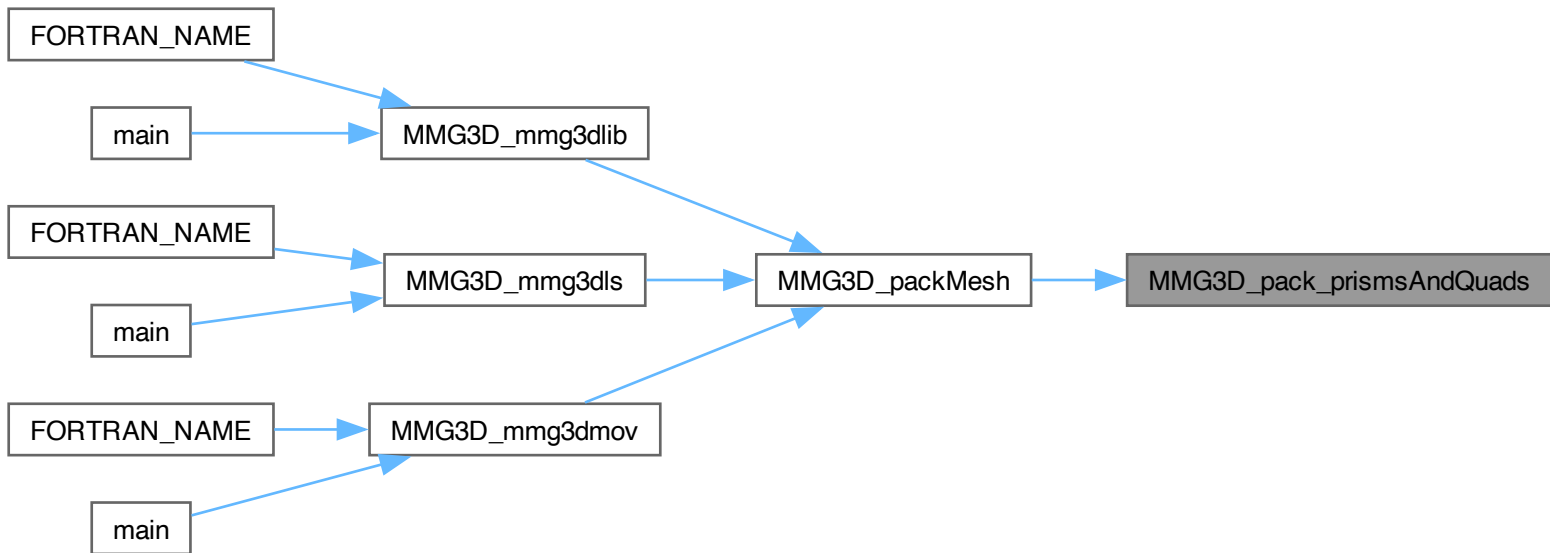 FORTRAN_NAME
main
MMG3D_mmg3dlib
FORTRAN_NAME
main
MMG3D_mmg3dls
MMG3D_packMesh
MMG3D_pack_prismsAndQuads
FORTRAN_NAME
main
MMG3D_mmg3dmov